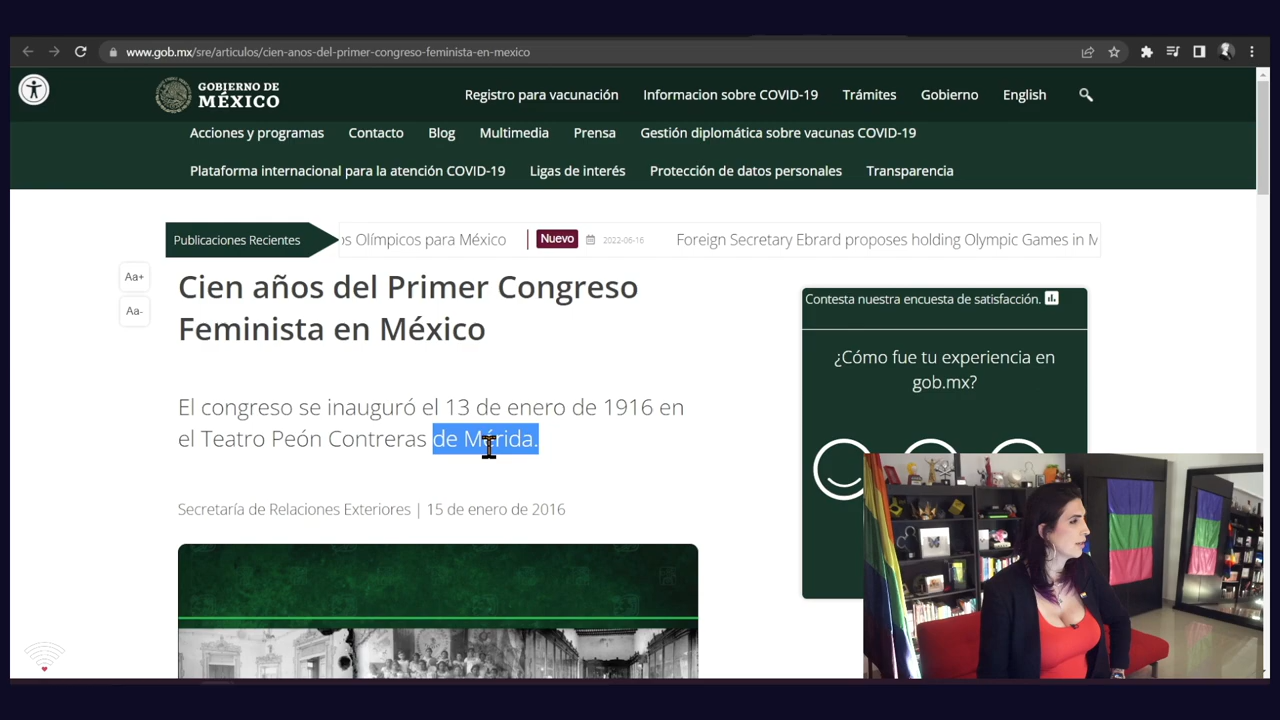 www.gob.mx/sre/articulos/cien-anos-del-primer-congreso-feminista-en-mexico
GOBIERNO DE
MÉXICO
Registro para vacunación Informacion sobre COVID-19 Trámites Gobierno English
Acciones y programas Contacto Blog Multimedia Prensa Gestión diplomática sobre vacunas COVID-19
Plataforma internacional para la atención COVID-19 Ligas de interés Protección de datos personales Transparencia
Publicaciones Recientes os Olímpicos para México Nuevo 2022-06-16 Foreign Secretary Ebrard proposes holding Olympic Games in M
Aa+
Aa-
Cien años del Primer Congreso
Feminista en México
El congreso se inauguró el 13 de enero de 1916 en
el Teatro Peón Contreras de Mérida.
Secretaría de Relaciones Exteriores | 15 de enero de 2016
Contesta nuestra encuesta de satisfacción.
¿Cómo fue tu experiencia en
gob.mx?